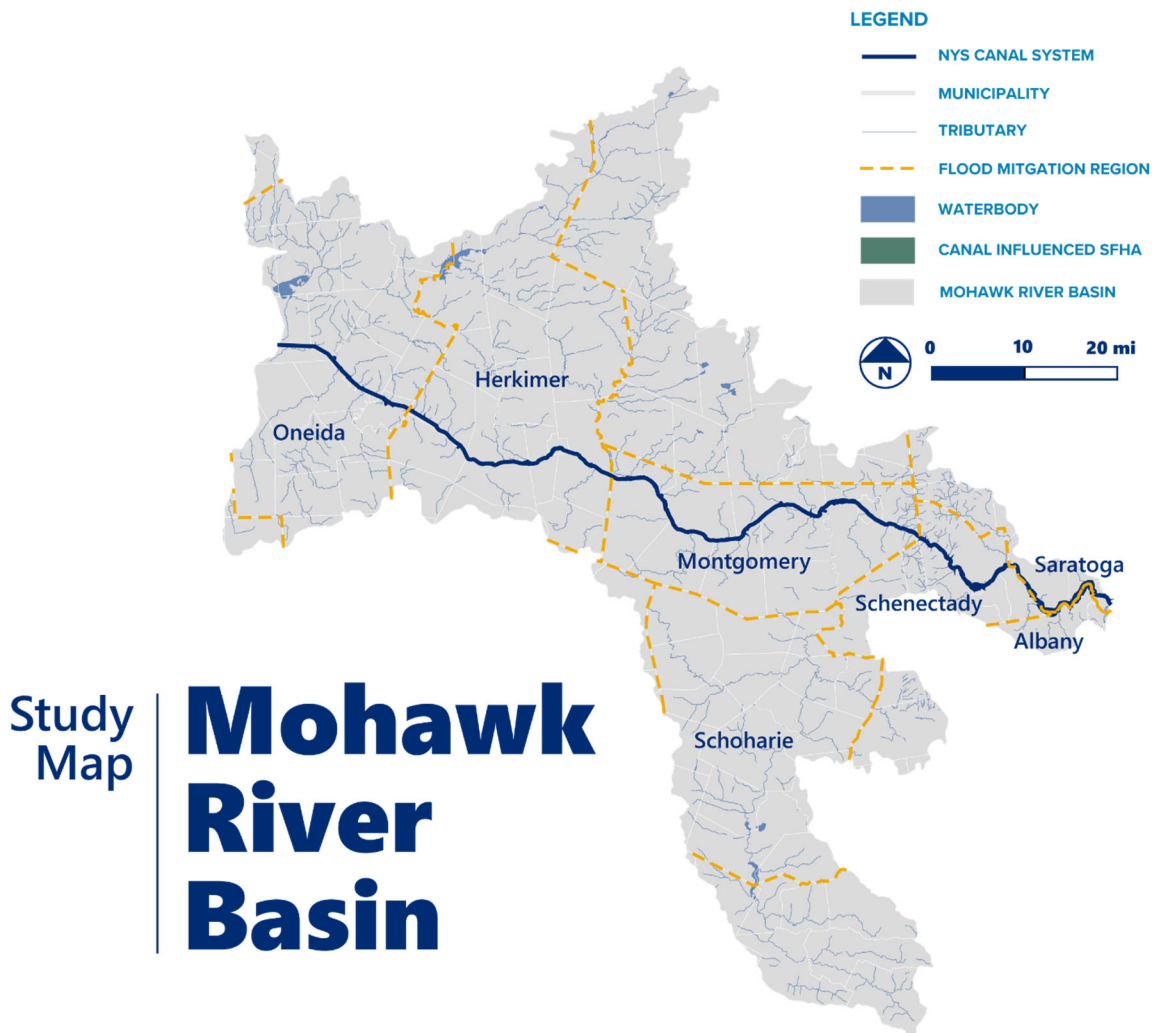 LEGEND
NYS CANAL SYSTEM
MUNICIPALITY
TRIBUTARY
FLOOD MITGATION REGION
WATERBODY
CANAL INFLUENCED SFHA
MOHAWK RIVER BASIN
N
0 10 20 mi
Herkimer
Oneida
Montgomery
Saratoga
Schenectady
Albany
Schoharie
Study
Map
Mohawk
River
Basin